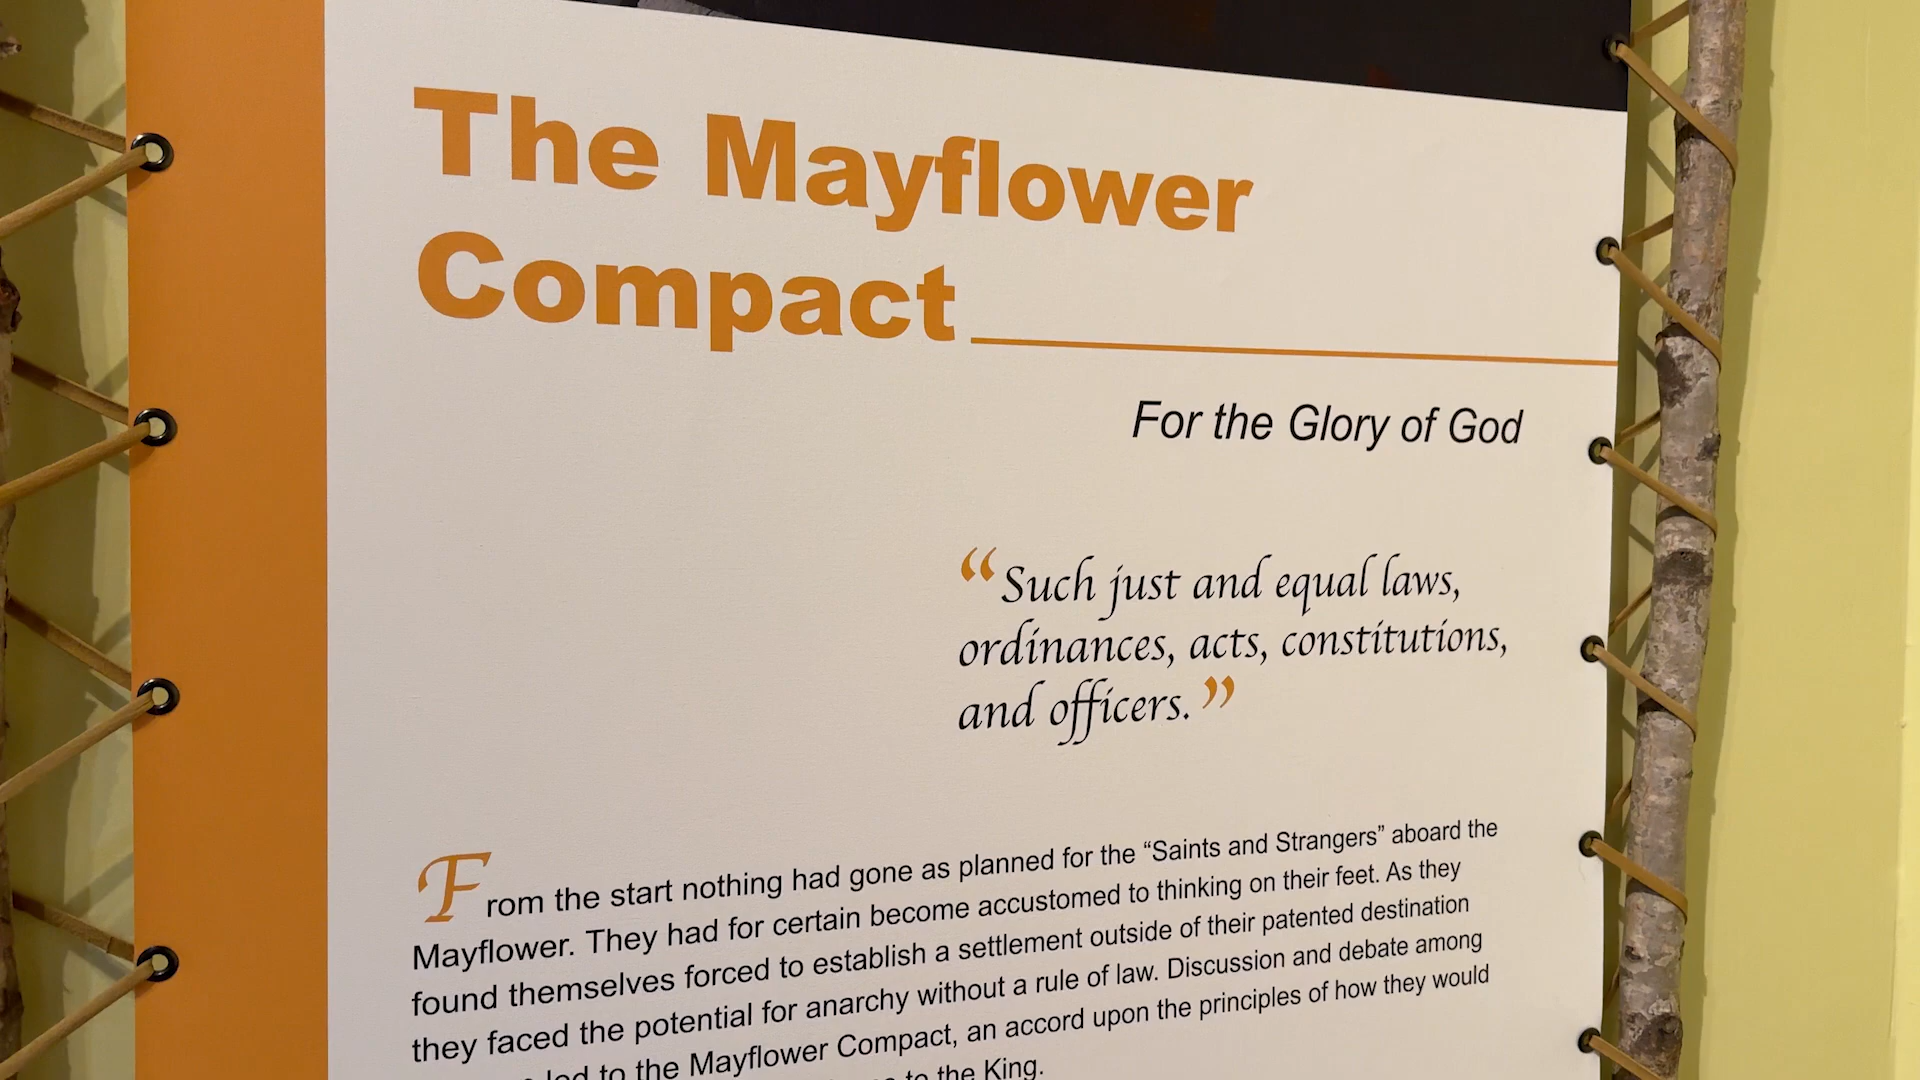 The Mayflower
Compact
For the Glory of God
“Such just and equal laws,
ordinances, acts, constitutions,
and officers.”
From the start nothing had gone as planned for the “Saints and Strangers” aboard the
Mayflower. They had for certain become accustomed to thinking on their feet. As they
found themselves forced to establish a settlement outside of their patented destination
they faced the potential for anarchy without a rule of law. Discussion and debate among
led to the Mayflower Compact, an accord upon the principles of how they would
to the King.